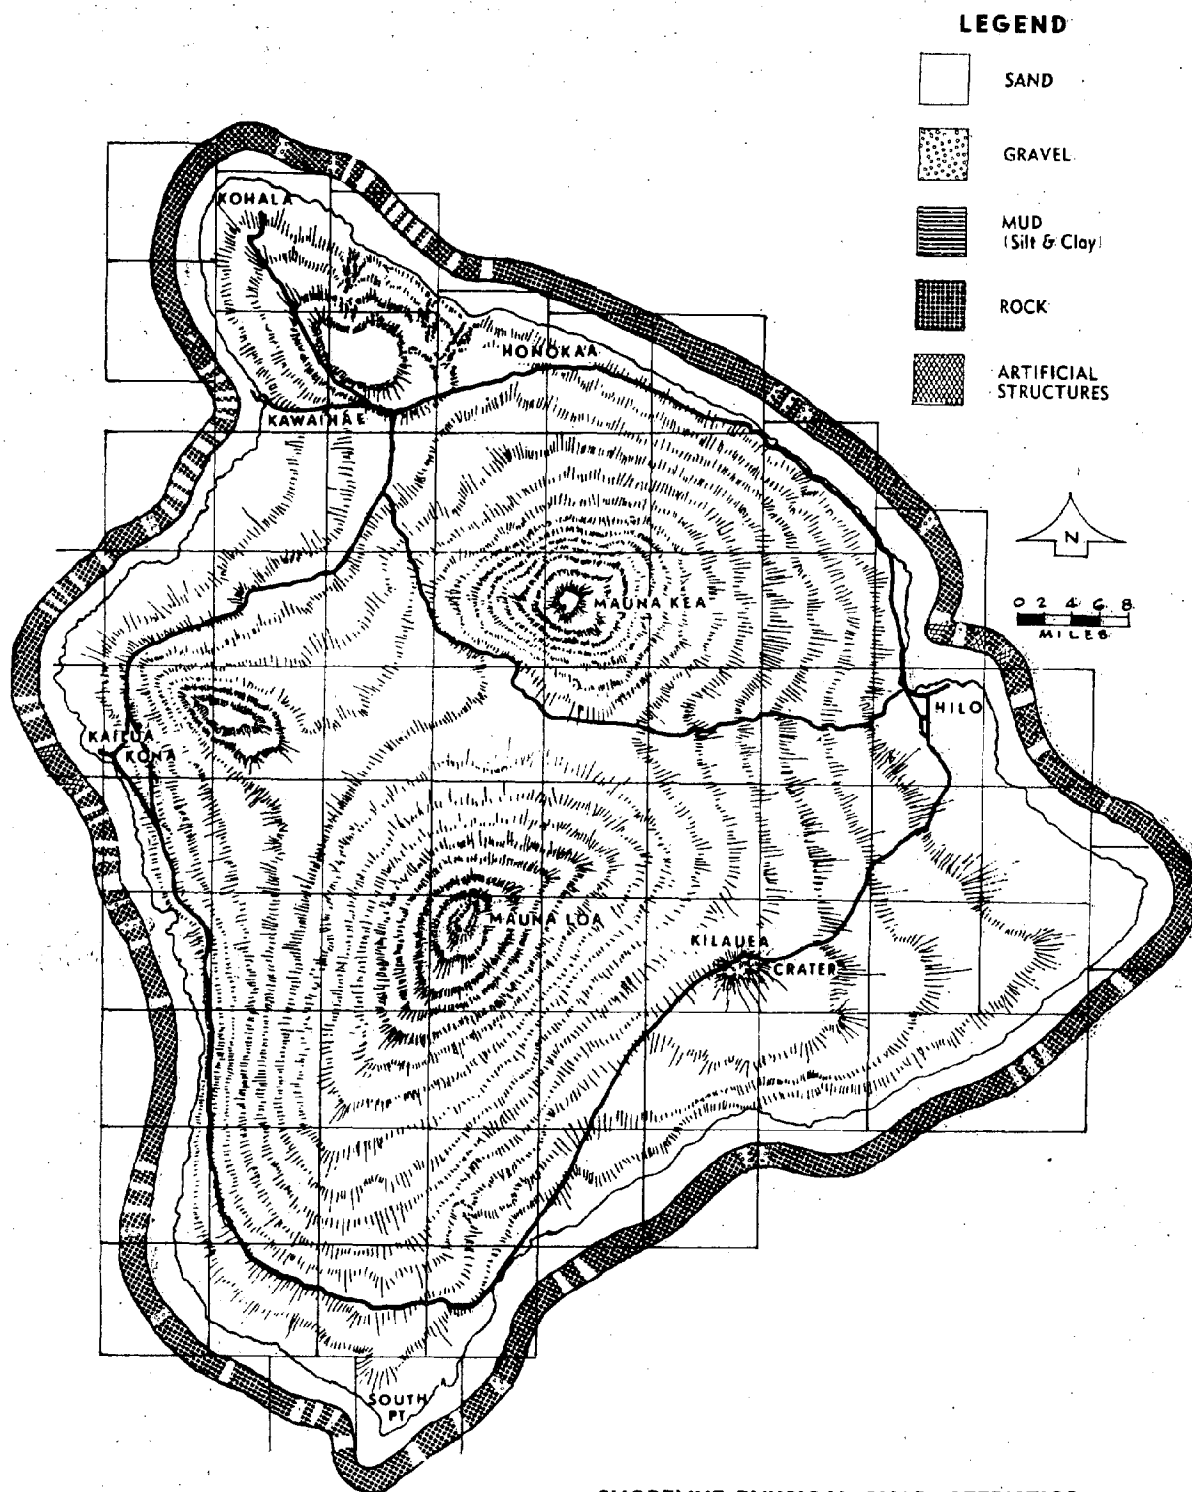 LEGEND
SAND
GRAVEL
MUD
(Silt & Clay)
ROCK
ARTIFICIAL
STRUCTURES
N
0 2 4 6 8
MILES
KOHALA
HONOKAA
KAWAIHAE
MAUNA KEA
HILO
KAILUA
KONA
MAUNA LOA
KILAUEA
CRATER
SOUTH
PT.